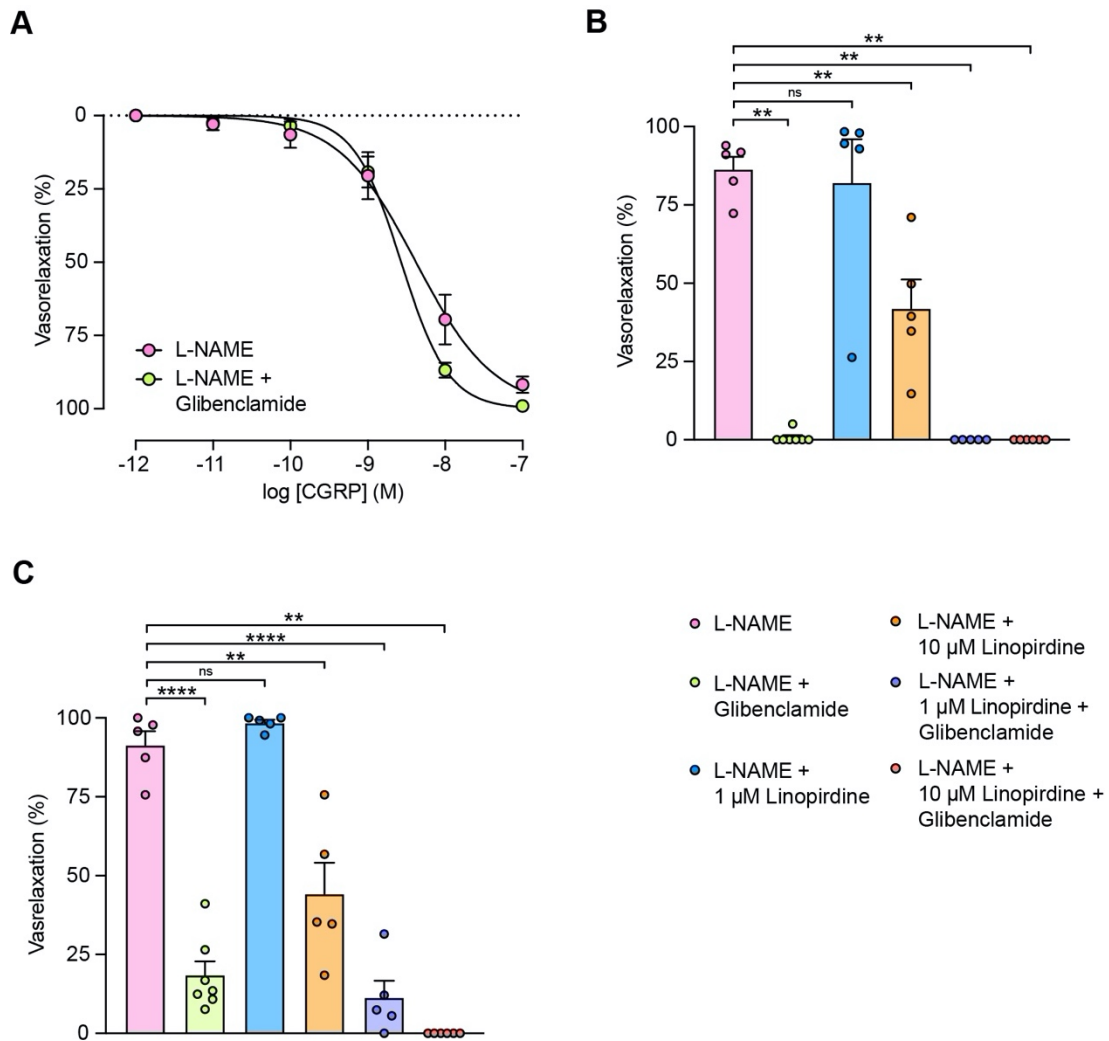 A
Vasorelaxation (%)
0
25
50
75
100
L-NAME
L-NAME +
Glibenclamide
-12
-11
-10
-9
-8
-7
log [CGRP] (M)
B
**
**
**
ns
**
Vasorelaxation (%)
100
75
50
25
0
C
**
****
**
ns
****
Vasrelaxation (%)
100
75
50
25
0
L-NAME
L-NAME +
Glibenclamide
L-NAME +
1 µM Linopirdine
L-NAME +
10 µM Linopirdine
L-NAME +
1 µM Linopirdine +
Glibenclamide
L-NAME +
10 µM Linopirdine +
Glibenclamide